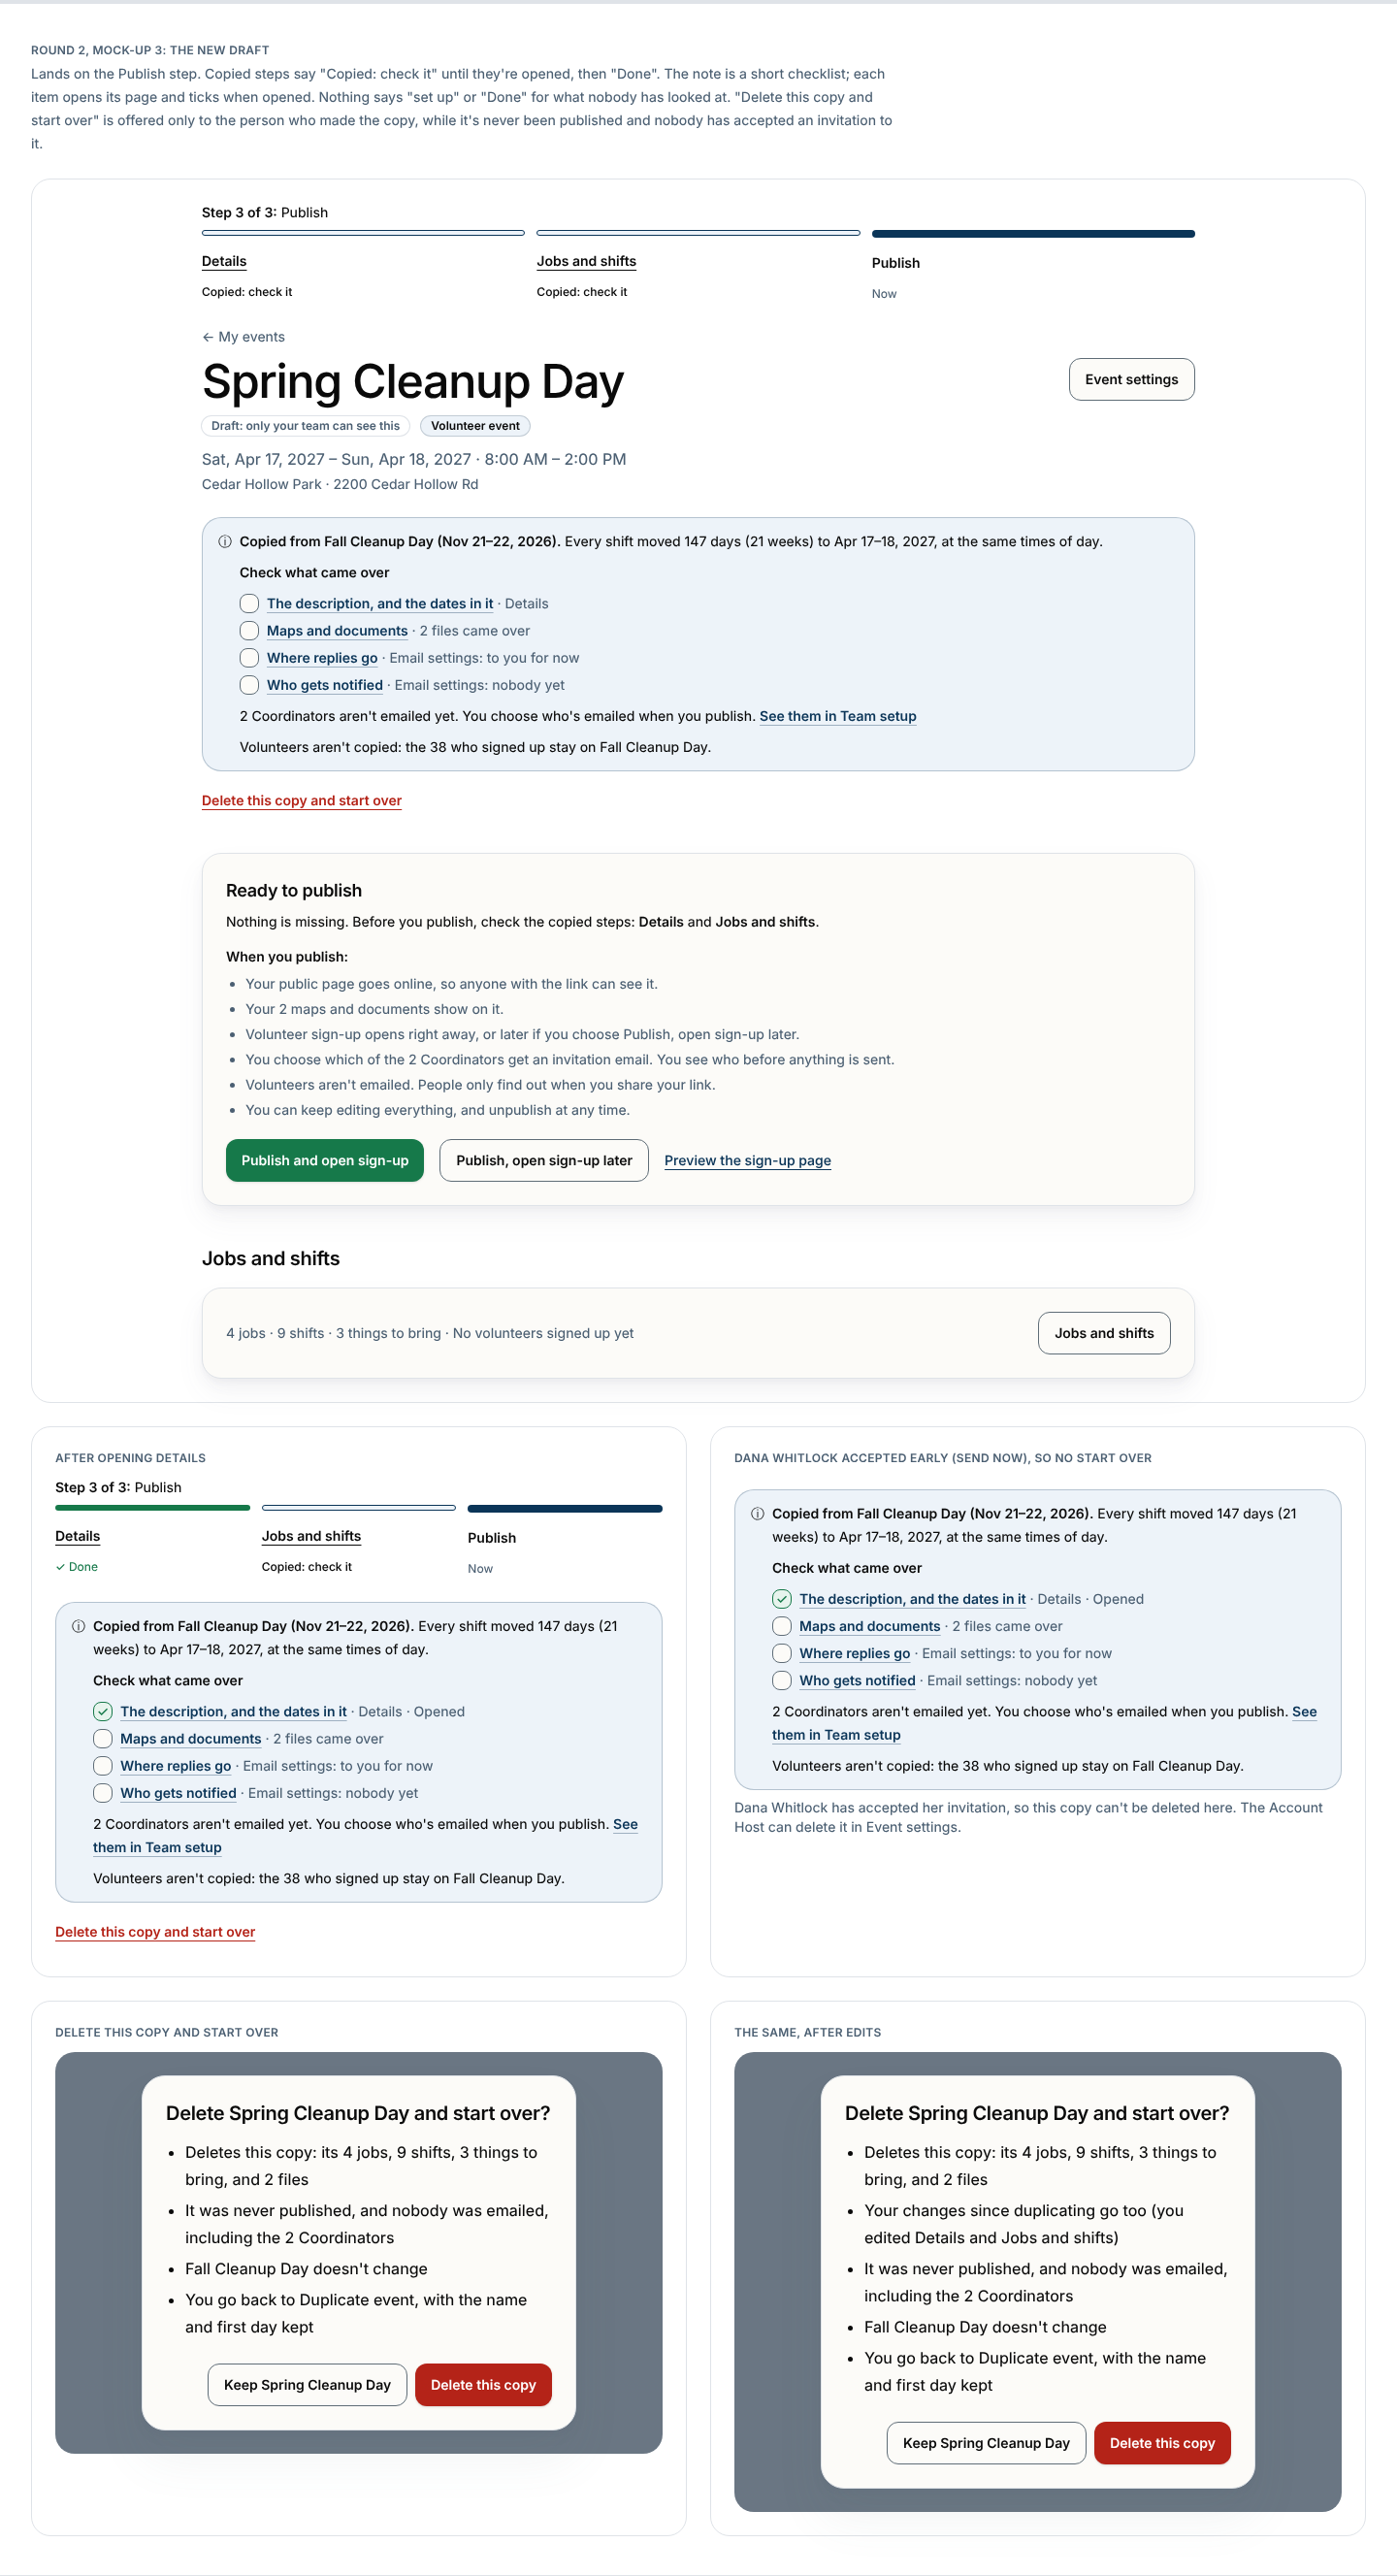 ROUND 2, MOCK-UP 3: THE NEW DRAFT
Lands on the Publish step. Copied steps say "Copied: check it" until they're opened, then "Done". The note is a short checklist; each
item opens its page and ticks when opened. Nothing says "set up" or "Done" for what nobody has looked at. "Delete this copy and
start over" is offered only to the person who made the copy, while it's never been published and nobody has accepted an invitation to
it.
Step 3 of 3: Publish
Details
Jobs and shifts
Publish
Copied: check it
Copied: check it
Now
← My events
Spring Cleanup Day
Event settings
Draft: only your team can see this
Volunteer event
Sat, Apr 17, 2027 – Sun, Apr 18, 2027 · 8:00 AM – 2:00 PM
Cedar Hollow Park · 2200 Cedar Hollow Rd
ⓘ Copied from Fall Cleanup Day (Nov 21–22, 2026). Every shift moved 147 days (21 weeks) to Apr 17–18, 2027, at the same times of day.
Check what came over
The description, and the dates in it · Details
Maps and documents · 2 files came over
Where replies go · Email settings: to you for now
Who gets notified · Email settings: nobody yet
2 Coordinators aren't emailed yet. You choose who's emailed when you publish. See them in Team setup
Volunteers aren't copied: the 38 who signed up stay on Fall Cleanup Day.
Delete this copy and start over
Ready to publish
Nothing is missing. Before you publish, check the copied steps: Details and Jobs and shifts.
When you publish:
• Your public page goes online, so anyone with the link can see it.
• Your 2 maps and documents show on it.
• Volunteer sign-up opens right away, or later if you choose Publish, open sign-up later.
• You choose which of the 2 Coordinators get an invitation email. You see who before anything is sent.
• Volunteers aren't emailed. People only find out when you share your link.
• You can keep editing everything, and unpublish at any time.
Publish and open sign-up
Publish, open sign-up later
Preview the sign-up page
Jobs and shifts
4 jobs · 9 shifts · 3 things to bring · No volunteers signed up yet
Jobs and shifts
AFTER OPENING DETAILS
Step 3 of 3: Publish
Details
Jobs and shifts
Publish
✓ Done
Copied: check it
Now
ⓘ Copied from Fall Cleanup Day (Nov 21–22, 2026). Every shift moved 147 days (21
weeks) to Apr 17–18, 2027, at the same times of day.
Check what came over
✓ The description, and the dates in it · Details · Opened
Maps and documents · 2 files came over
Where replies go · Email settings: to you for now
Who gets notified · Email settings: nobody yet
2 Coordinators aren't emailed yet. You choose who's emailed when you publish. See
them in Team setup
Volunteers aren't copied: the 38 who signed up stay on Fall Cleanup Day.
Delete this copy and start over
DANA WHITLOCK ACCEPTED EARLY (SEND NOW), SO NO START OVER
ⓘ Copied from Fall Cleanup Day (Nov 21–22, 2026). Every shift moved 147 days (21
weeks) to Apr 17–18, 2027, at the same times of day.
Check what came over
✓ The description, and the dates in it · Details · Opened
Maps and documents · 2 files came over
Where replies go · Email settings: to you for now
Who gets notified · Email settings: nobody yet
2 Coordinators aren't emailed yet. You choose who's emailed when you publish. See
them in Team setup
Volunteers aren't copied: the 38 who signed up stay on Fall Cleanup Day.
Dana Whitlock has accepted her invitation, so this copy can't be deleted here. The Account
Host can delete it in Event settings.
DELETE THIS COPY AND START OVER
Delete Spring Cleanup Day and start over?
• Deletes this copy: its 4 jobs, 9 shifts, 3 things to
bring, and 2 files
• It was never published, and nobody was emailed,
including the 2 Coordinators
• Fall Cleanup Day doesn't change
• You go back to Duplicate event, with the name
and first day kept
Keep Spring Cleanup Day
Delete this copy
THE SAME, AFTER EDITS
Delete Spring Cleanup Day and start over?
• Deletes this copy: its 4 jobs, 9 shifts, 3 things to
bring, and 2 files
• Your changes since duplicating go too (you
edited Details and Jobs and shifts)
• It was never published, and nobody was emailed,
including the 2 Coordinators
• Fall Cleanup Day doesn't change
• You go back to Duplicate event, with the name
and first day kept
Keep Spring Cleanup Day
Delete this copy